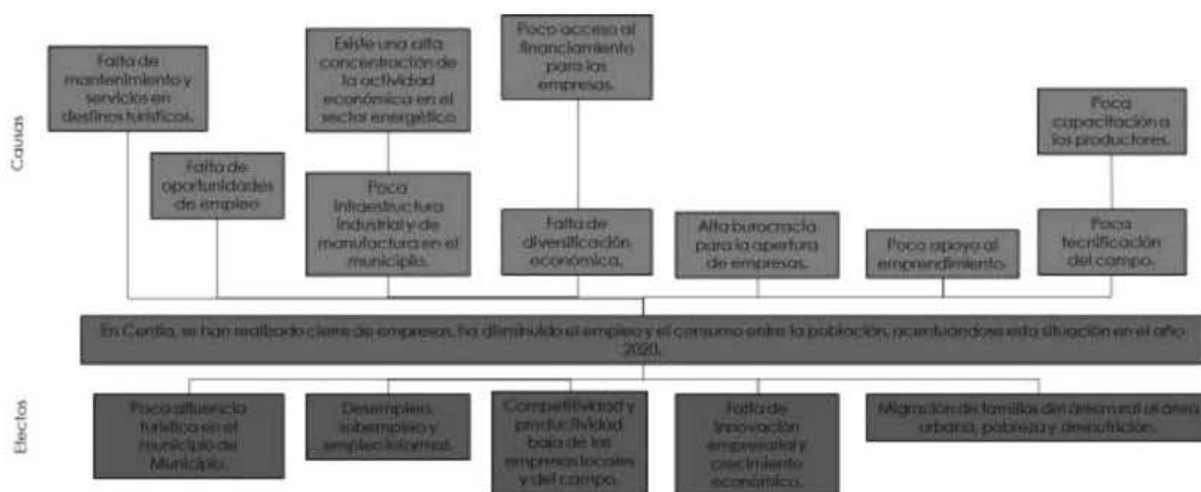 Causas
Falta de
mantenimiento y
servicios en
destinos turísticos.
Existe una alta
concentración de
la actividad
económica en el
sector energético
Poco acceso al
financiamiento
para las
empresas.
Poca
capacitación a
los productores.
Falta de
oportunidades
de empleo
Poca
infraestructura
industrial y de
manufactura en el
municipio.
Falta de
diversificación
económica.
Alta burocracia
para la apertura
de empresas.
Poco apoyo al
emprendimiento.
Poca
tecnificación
del campo.
En Centla, se han realizado cierre de empresas, ha disminuido el empleo y el consumo entre la población, acentuándose esta situación en el año
2020.
Efectos
Poca afluencia
turística en el
municipio de
Municipio.
Desempleo,
subempleo y
empleo informal.
Competitividad y
productividad
baja de las
empresas locales
y del campo.
Falta de
innovación
empresarial y
crecimiento
económico.
Migración de familias del área rural al área
urbana, pobreza y desnutrición.